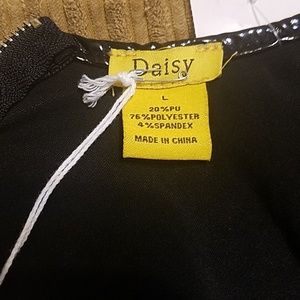 Daisy
L
20%PU
76%POLYESTER
4%SPANDEX
MADE IN CHINA